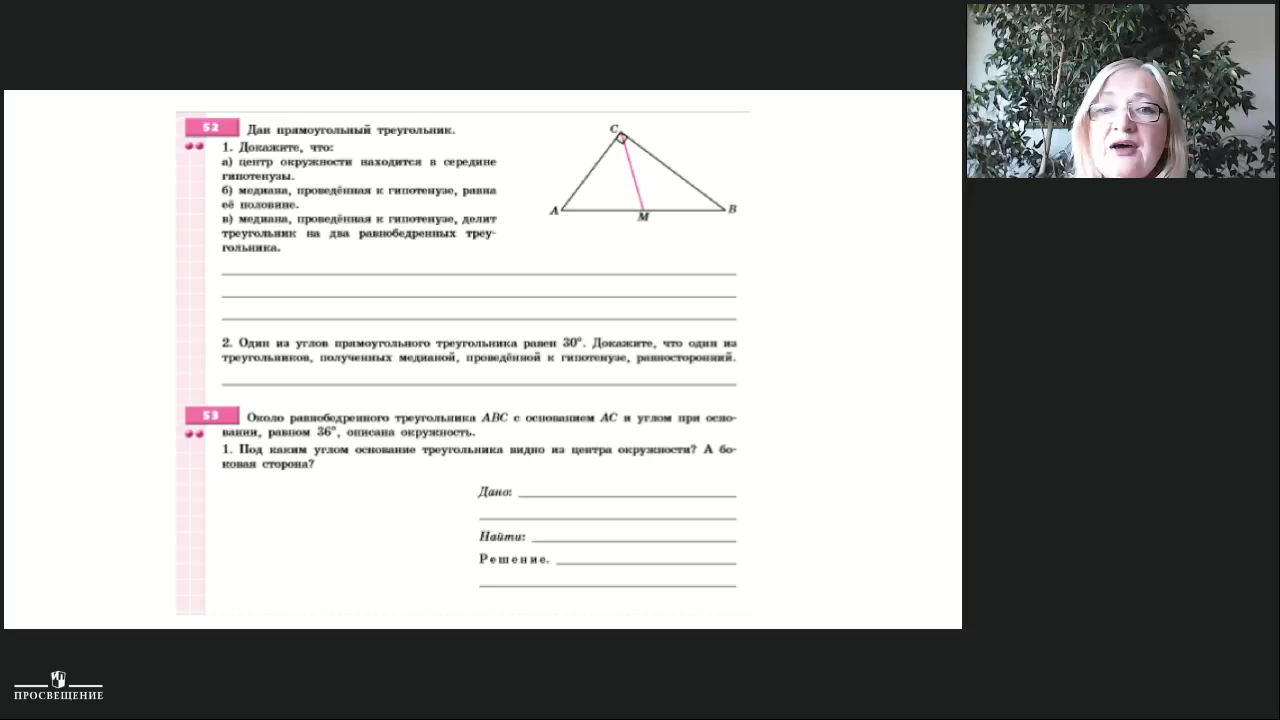 52 Дан прямоугольный треугольник.
1. Докажите, что:
а) центр окружности находится в середине
гипотенузы.
б) медиана, проведённая к гипотенузе, равна
её половине.
в) медиана, проведённая к гипотенузе, делит
треугольник на два равнобедренных треу-
гольника.
C
A
M
B
2. Один из углов прямоугольного треугольника равен 30°. Докажите, что один из
треугольников, полученных медианой, проведённой к гипотенузе, равносторонний.
53 Около равнобедренного треугольника ABC с основанием AC и углом при осно-
вании, равном 36°, описана окружность.
1. Под каким углом основание треугольника видно из центра окружности? А бо-
ковая сторона?
Дано:
Найти:
Решение.
ПРОСВЕЩЕНИЕ